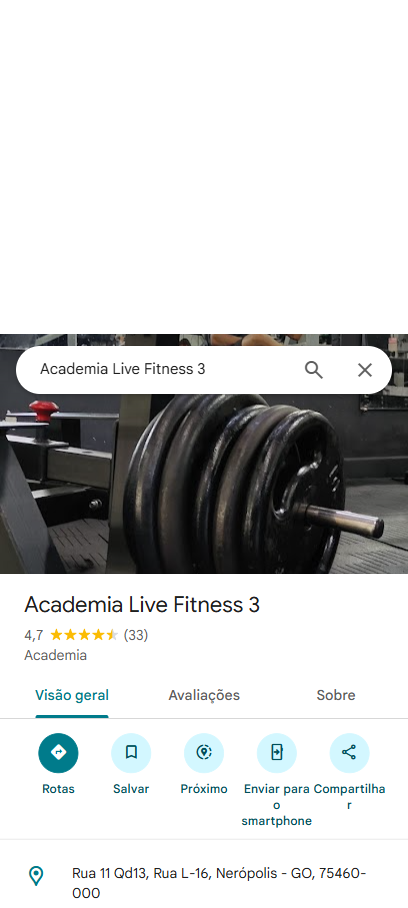 Academia Live Fitness 3
Academia Live Fitness 3
4,7 (33)
Academia
Visão geral Avaliações Sobre
Rotas Salvar Próximo Enviar para o smartphone Compartilhar
Rua 11 Qd13, Rua L-16, Nerópolis - GO, 75460-
000